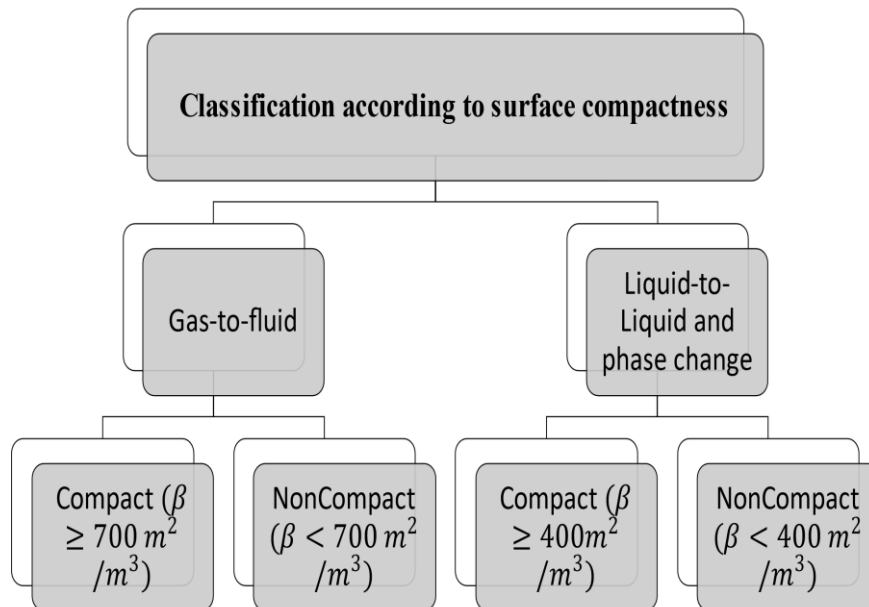 Classification according to surface compactness
Gas-to-fluid
Liquid-to-
Liquid and
phase change
Compact (β
≥ 700 m²
/m³)
NonCompact
(β < 700 m²
/m³)
Compact (β
≥ 400m²
/m³)
NonCompact
(β < 400 m²
/m³)